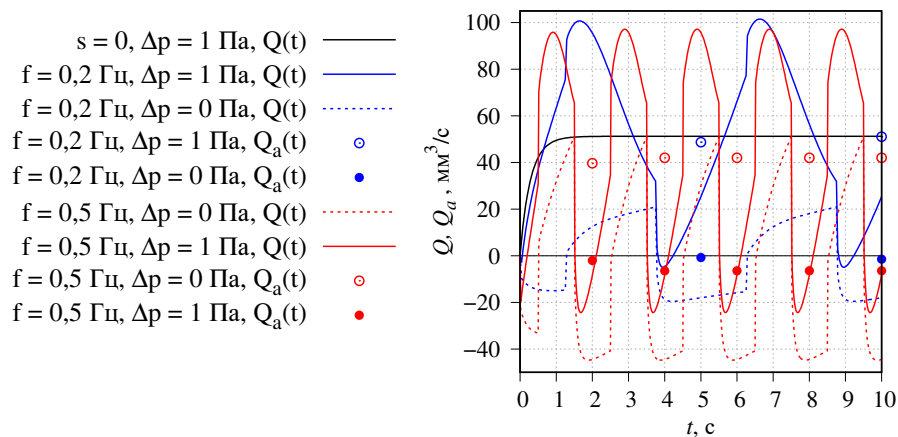 s = 0, Δp = 1 Па, Q(t)
f = 0,2 Гц, Δp = 1 Па, Q(t)
f = 0,2 Гц, Δp = 0 Па, Q(t)
f = 0,2 Гц, Δp = 1 Па, Qₐ(t)
f = 0,2 Гц, Δp = 0 Па, Qₐ(t)
f = 0,5 Гц, Δp = 0 Па, Q(t)
f = 0,5 Гц, Δp = 1 Па, Q(t)
f = 0,5 Гц, Δp = 0 Па, Qₐ(t)
f = 0,5 Гц, Δp = 1 Па, Qₐ(t)
Q, Qₐ , мм³/с
100
80
60
40
20
0
−20
−40
0 1 2 3 4 5 6 7 8 9 10
t, с